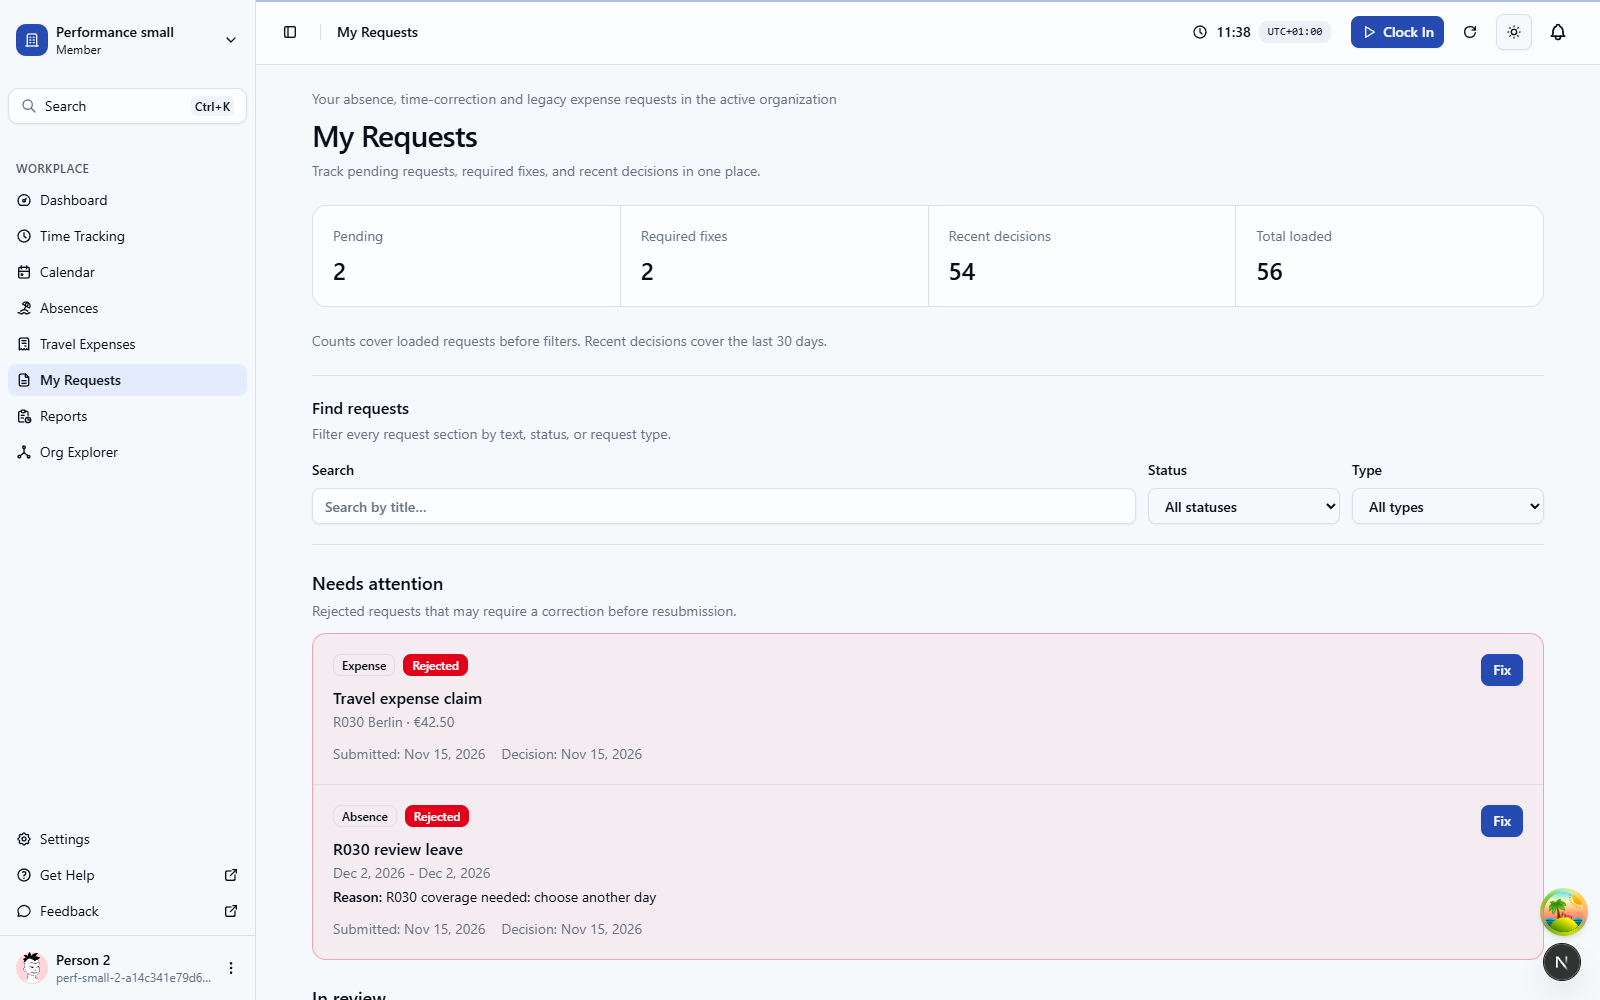 Performance small
Member
Search
Ctrl+K
WORKPLACE
Dashboard
Time Tracking
Calendar
Absences
Travel Expenses
My Requests
Reports
Org Explorer
Settings
Get Help
Feedback
Person 2
perf-small-2-a14c341e79d6...
My Requests
11:38
UTC+01:00
Clock In
Your absence, time-correction and legacy expense requests in the active organization
My Requests
Track pending requests, required fixes, and recent decisions in one place.
Pending
2
Required fixes
2
Recent decisions
54
Total loaded
56
Counts cover loaded requests before filters. Recent decisions cover the last 30 days.
Find requests
Filter every request section by text, status, or request type.
Search
Search by title...
Status
All statuses
Type
All types
Needs attention
Rejected requests that may require a correction before resubmission.
Expense
Rejected
Fix
Travel expense claim
R030 Berlin · €42.50
Submitted: Nov 15, 2026 Decision: Nov 15, 2026
Absence
Rejected
Fix
R030 review leave
Dec 2, 2026 - Dec 2, 2026
Reason: R030 coverage needed: choose another day
Submitted: Nov 15, 2026 Decision: Nov 15, 2026
In review
N